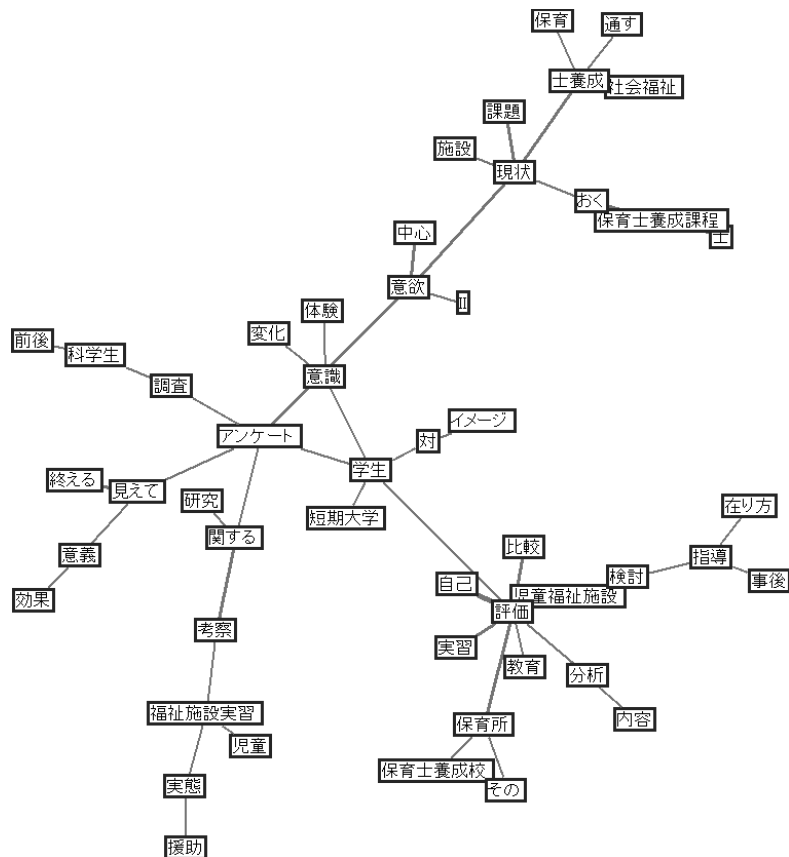 保育
通す
士養成
社会福祉
課題
施設
現状
おく
保育士養成課程
士
中心
意欲
II
体験
変化
意識
前後
科学生
調査
アンケート
イメージ
対
学生
終える
見えて
研究
短期大学
関する
意義
効果
在り方
比較
指導
検討
事後
自己
児童福祉施設
評価
考察
実習
教育
分析
福祉施設実習
保育所
内容
児童
保育士養成校
その
実態
援助